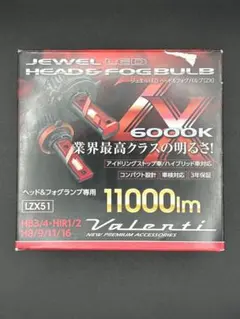 JEWEL LED
HEAD & FOG BULB
ZV
6000K
業界最高クラスの明るさ!
アイドリングストップ車/ハイブリッド車対応
コンパクト設計 車検対応 3年保証
ヘッド&フォグランプ専用
LZX51
11000lm
HB3/4・HIR1/2
H8/9/11/16
Valenti
NEW PREMIUM ACCESSORIES